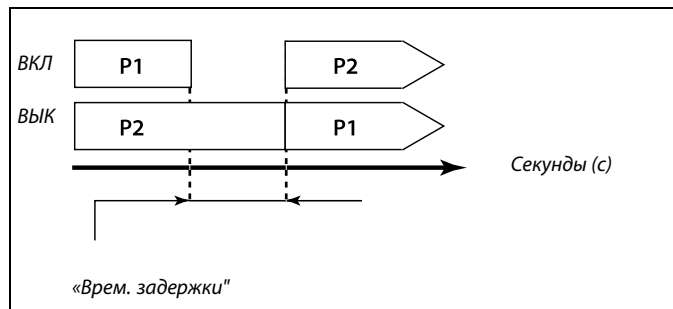 ВКЛ P1 P2
ВЫК P2 P1
Секунды (с)
«Врем. задержки"